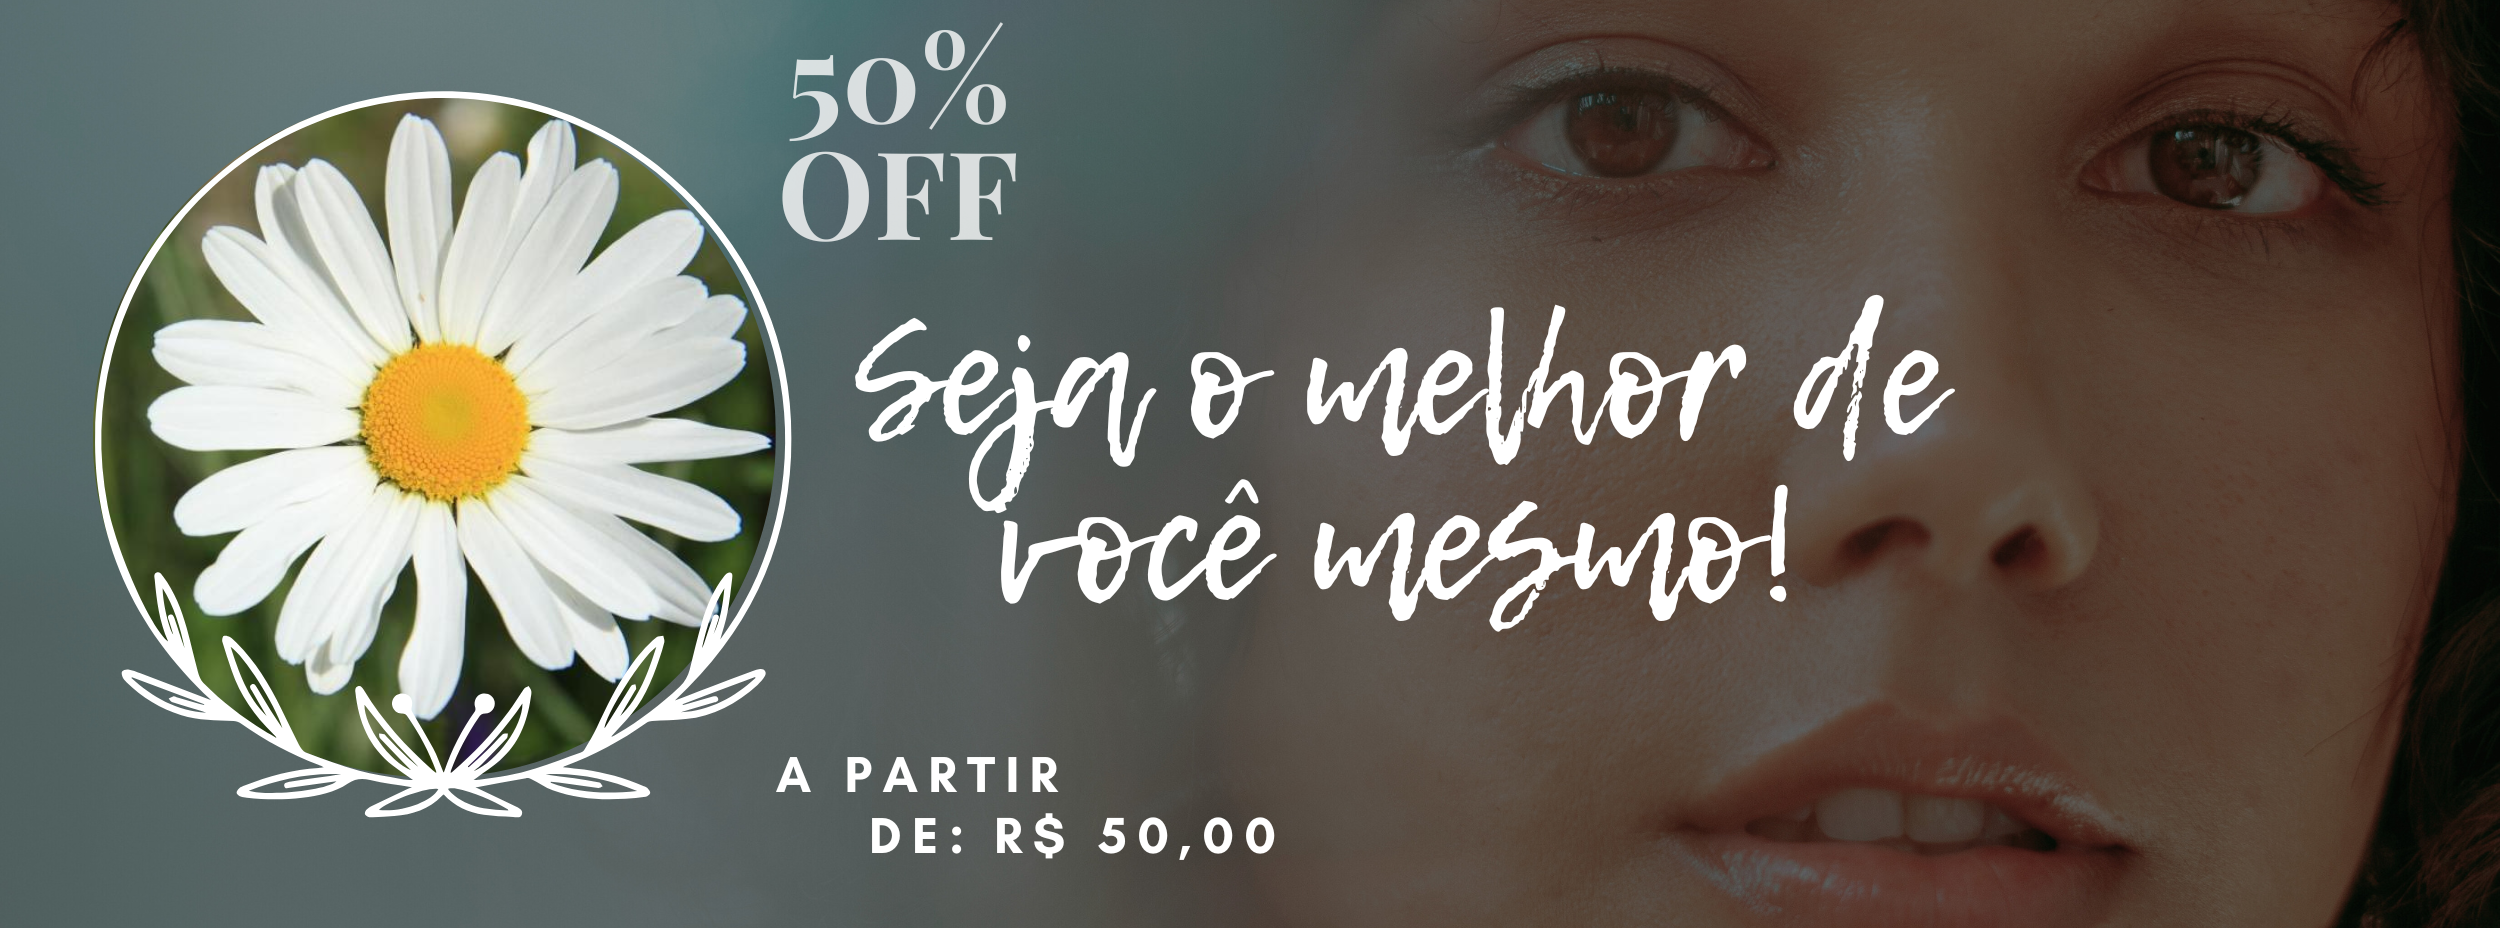 50%
OFF
Seja o melhor de
você mesmo!
A PARTIR
DE: R$ 50,00